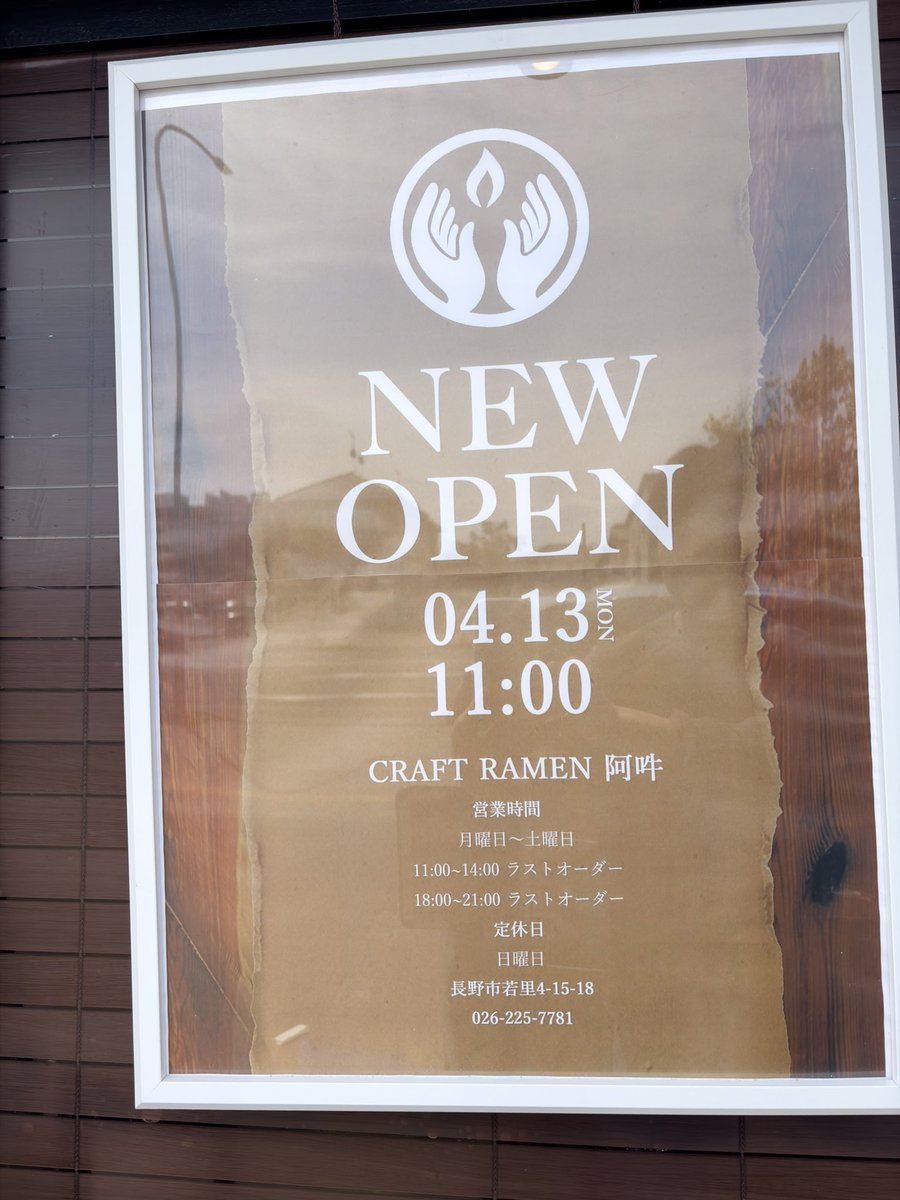 NEW
OPEN
04.13 MON
11:00
CRAFT RAMEN 阿吽
営業時間
月曜日〜土曜日
11:00~14:00 ラストオーダー
18:00~21:00 ラストオーダー
定休日
日曜日
長野市若里4-15-18
026-225-7781